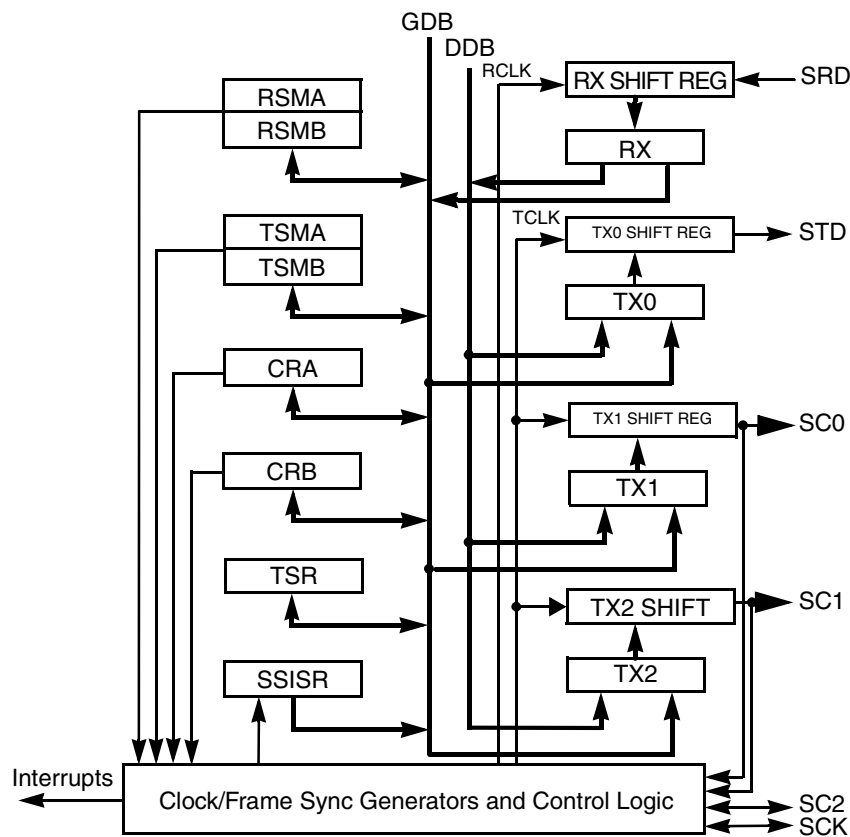 GDB
DDB
RCLK
RX SHIFT REG
SRD
RSMA
RSMB
RX
TCLK
TX0 SHIFT REG
STD
TSMA
TSMB
TX0
CRA
TX1 SHIFT REG
SC0
CRB
TX1
TSR
TX2 SHIFT
SC1
SSISR
TX2
Interrupts
Clock/Frame Sync Generators and Control Logic
SC2
SCK